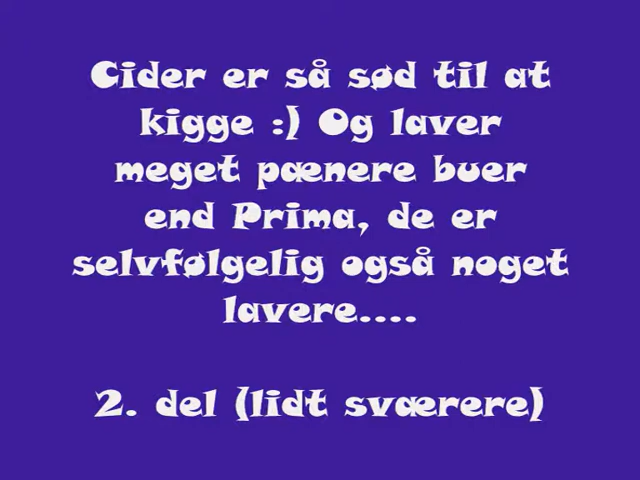 Cider er så sød til at
kigge :) Og laver
meget pænere buer
end Prima, de er
selvfølgelig også noget
lavere....
2. del (lidt sværere)